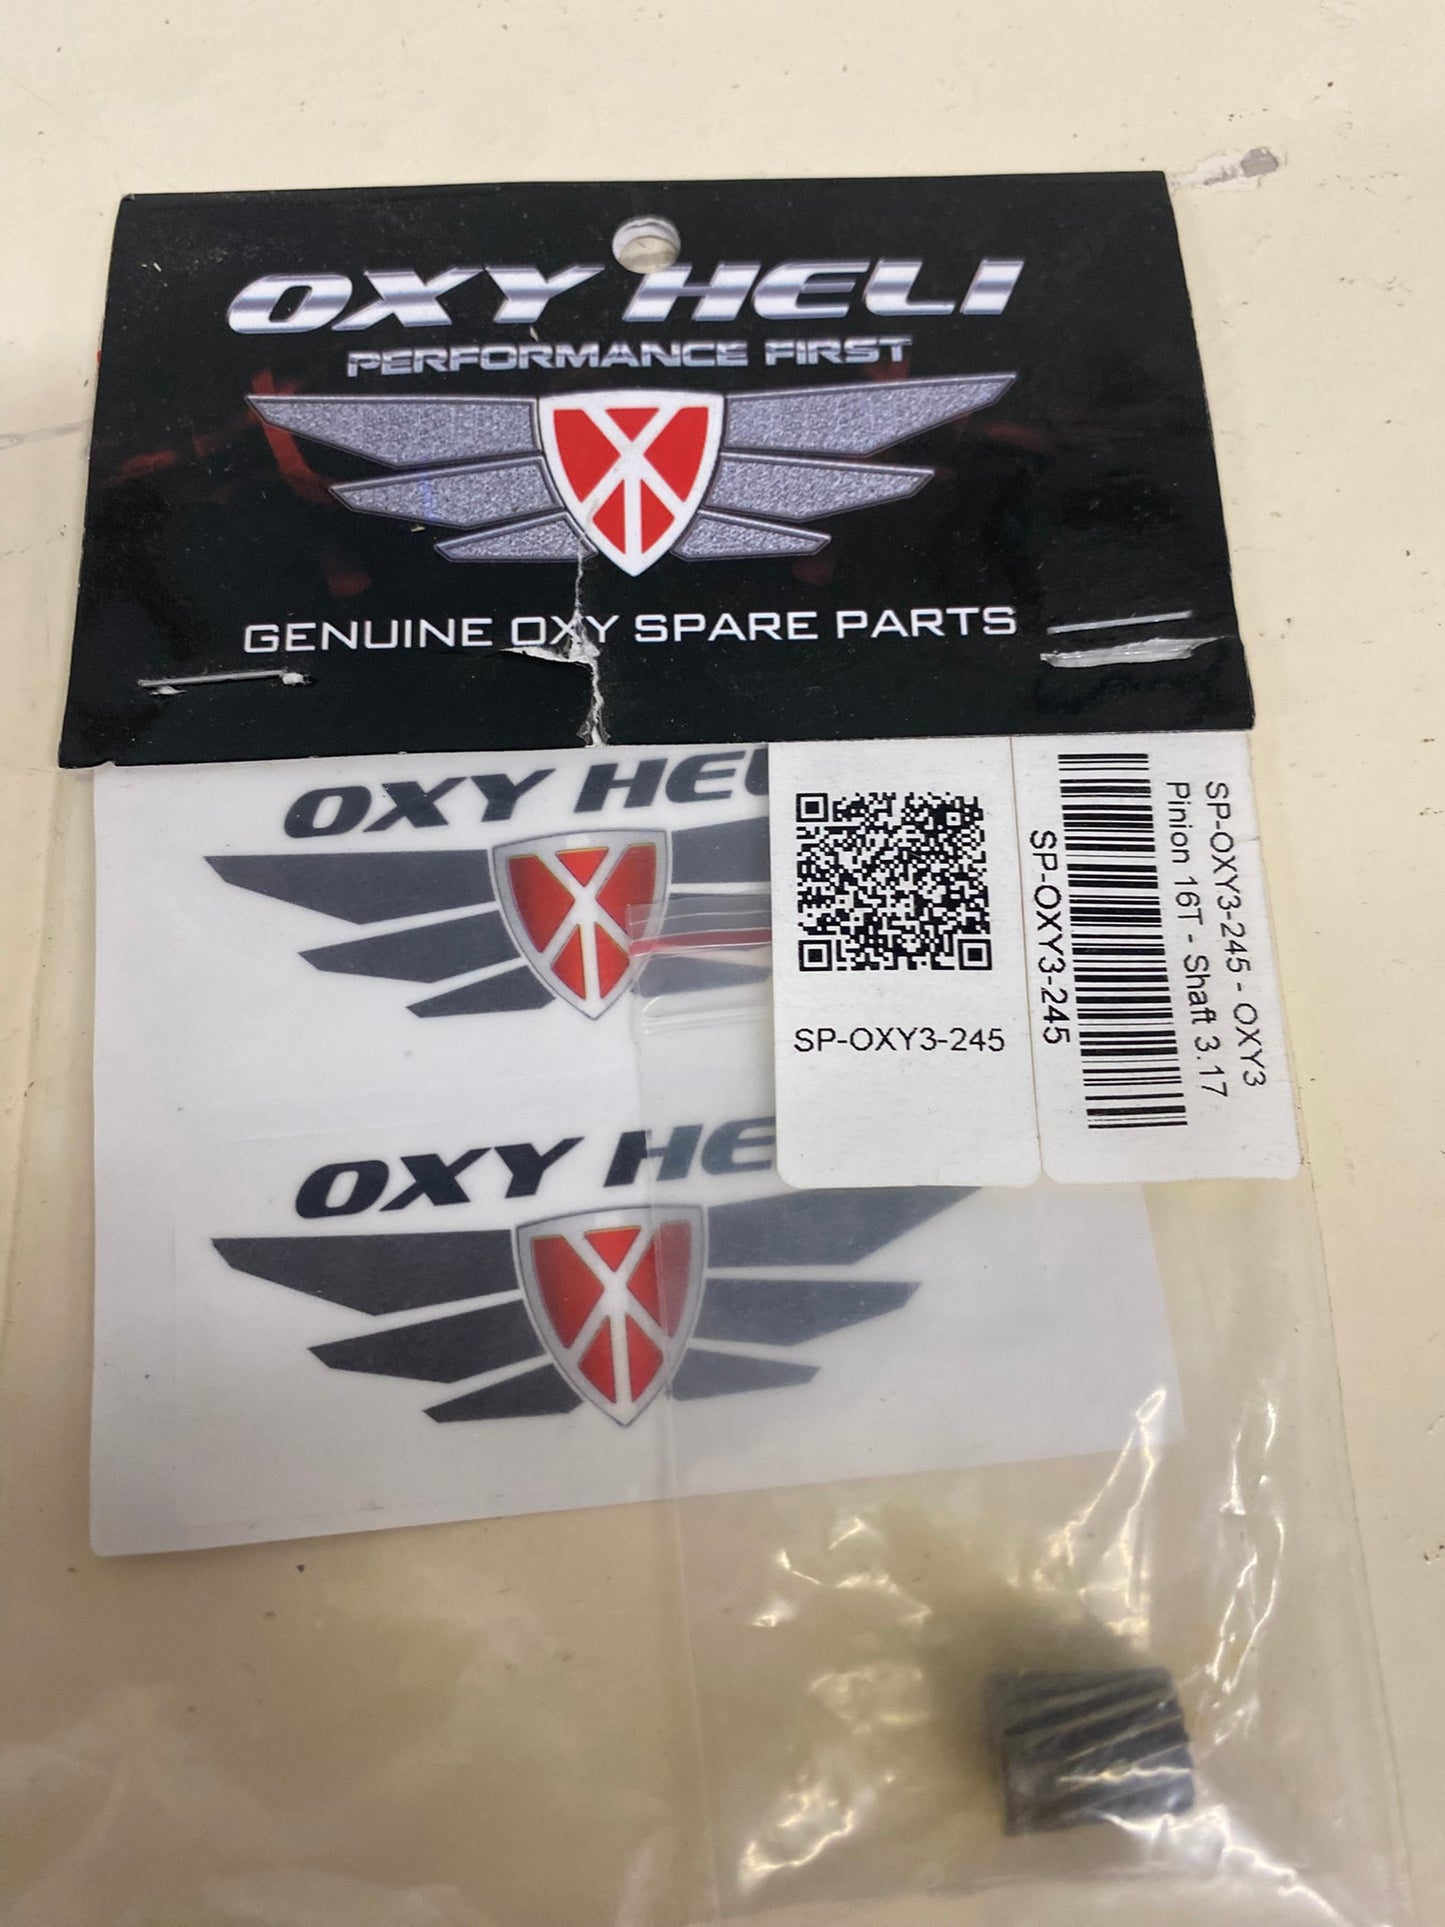 OXY HELI
PERFORMANCE FIRST
GENUINE OXY SPARE PARTS
OXY HEL
SP-OXY3-245
SP-OXY3-245
SP-OXY3-245 - OXY3
Pinion 16T - Shaft 3.17
OXY HE